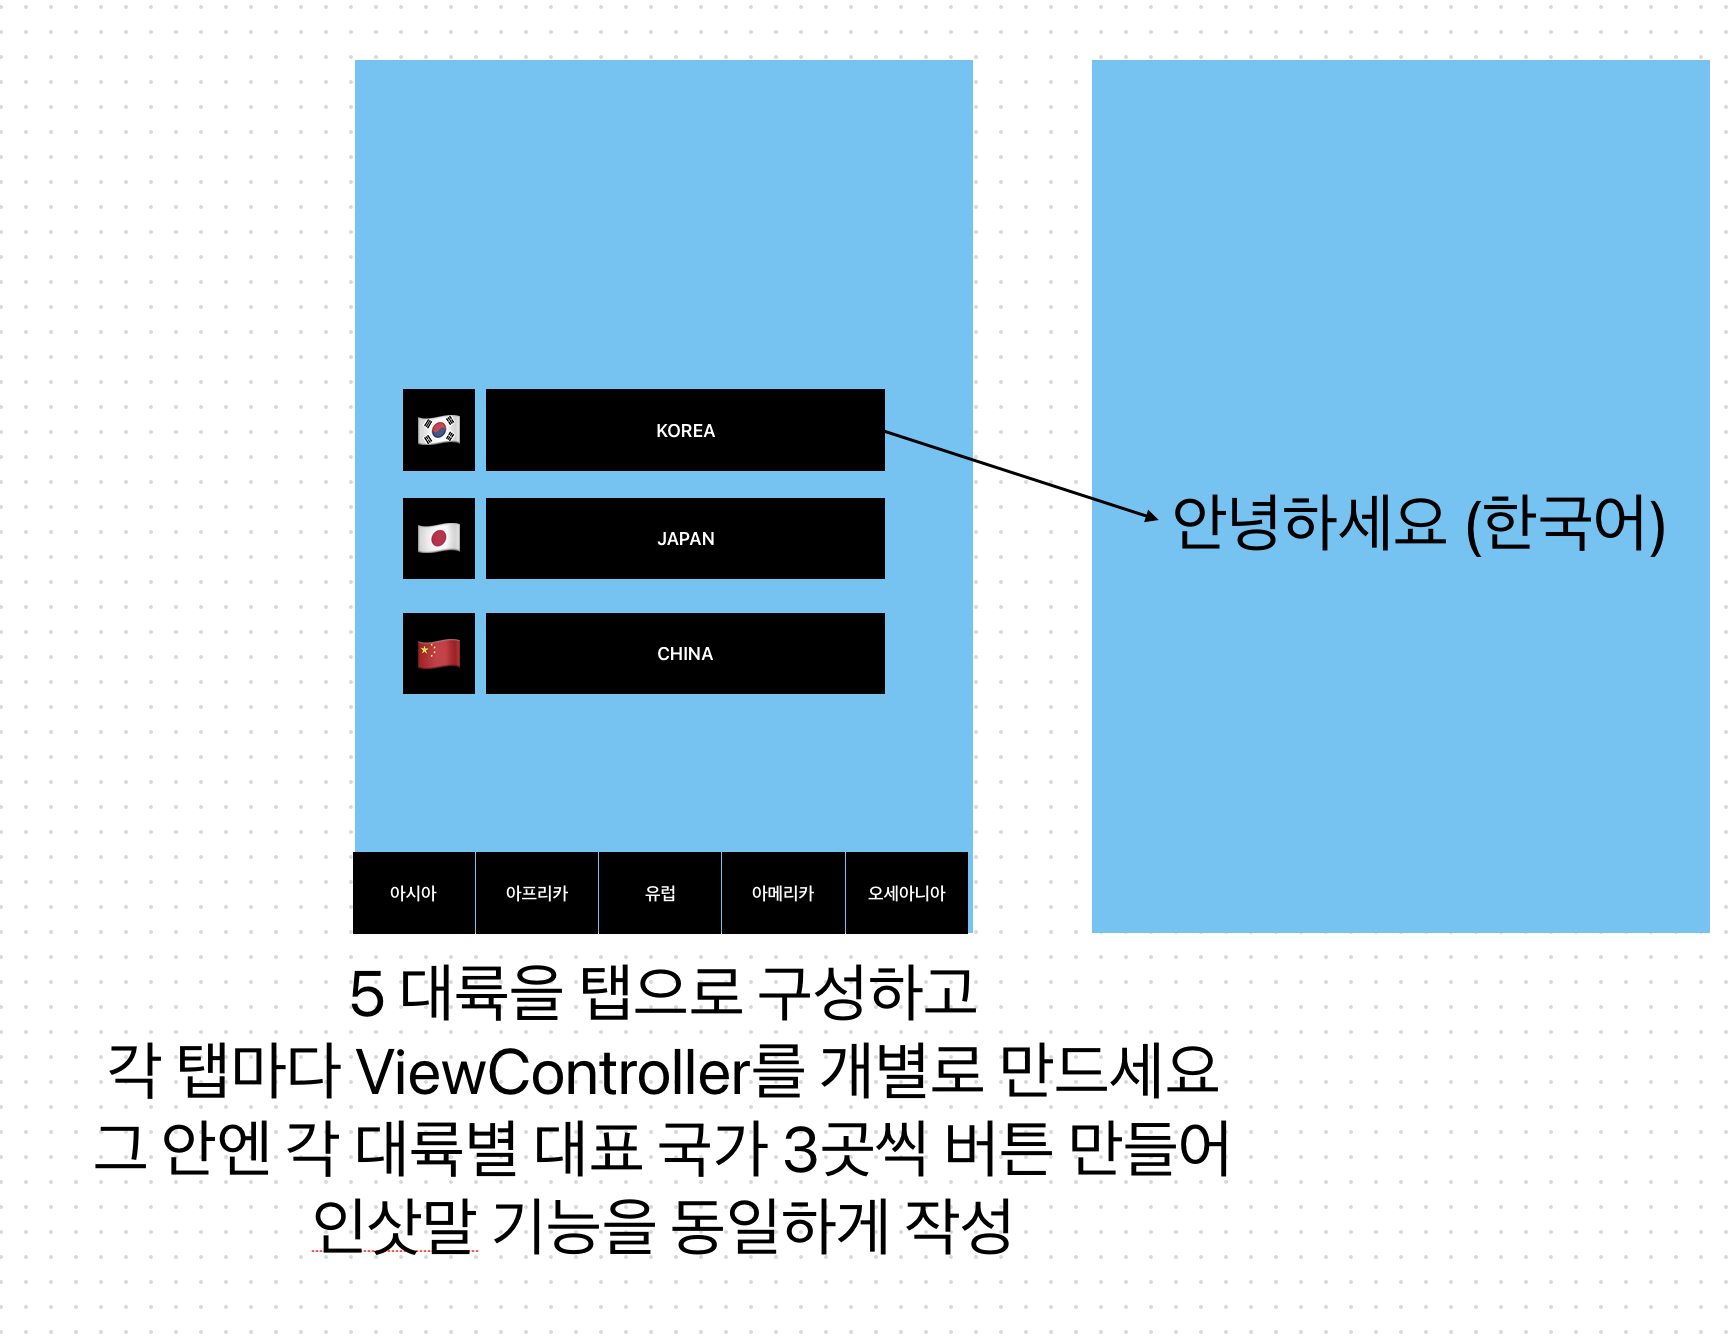 KOREA
안녕하세요 (한국어)
JAPAN
CHINA
아시아 아프리카 유럽 아메리카 오세아니아
5 대륙을 탭으로 구성하고
각 탭마다 ViewController를 개별로 만드세요
그 안엔 각 대륙별 대표 국가 3곳씩 버튼 만들어
인삿말 기능을 동일하게 작성